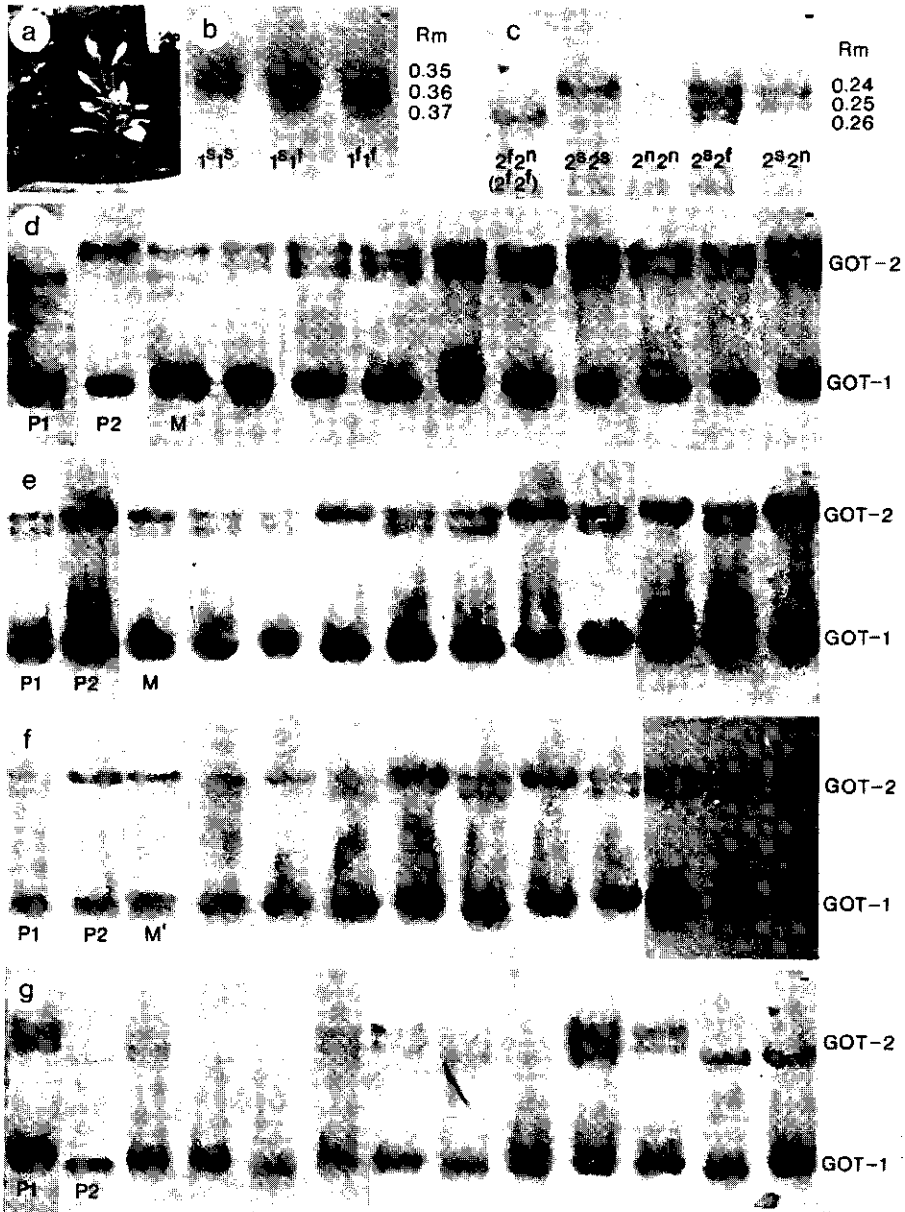 a
b
Rm
0.35
0.36
0.37
1ˢ1ˢ 1ˢ1ᶠ 1ᶠ1ᶠ
c
Rm
0.24
0.25
0.26
2ᶠ2ⁿ 2ˢ2ˢ 2ⁿ2ⁿ 2ˢ2ᶠ 2ˢ2ⁿ
(2ᶠ2ᶠ)
d
GOT-2
GOT-1
P1 P2 M
e
GOT-2
GOT-1
P1 P2 M
f
GOT-2
GOT-1
P1 P2 M'
g
GOT-2
GOT-1
P1 P2